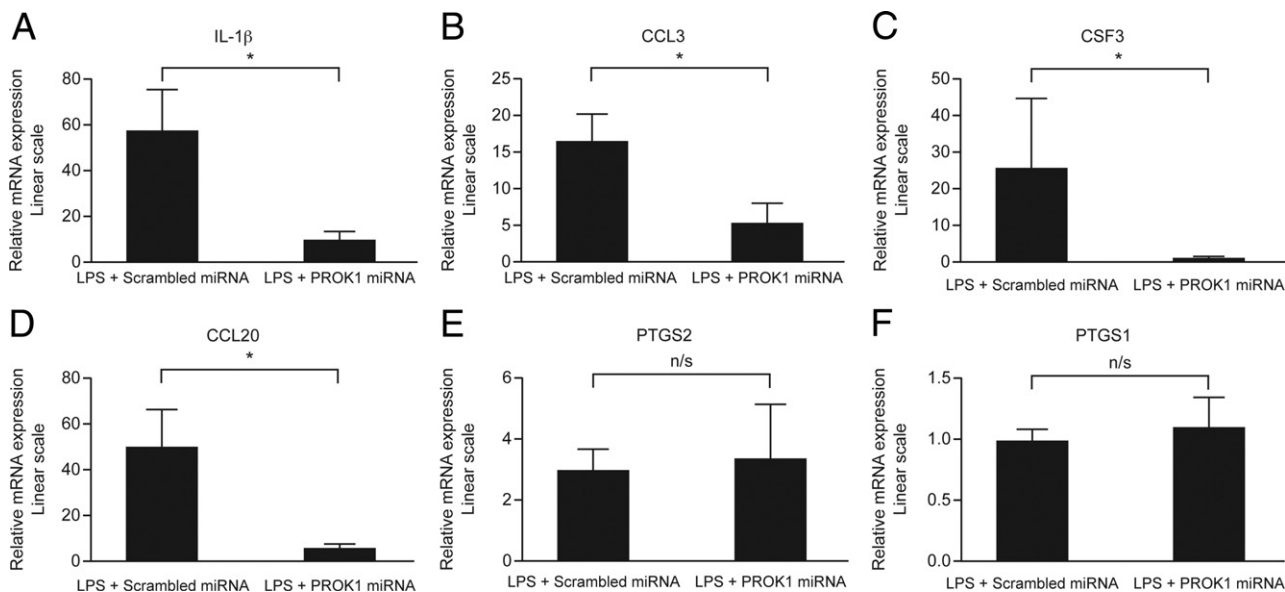 A
IL-1β
*
Relative mRNA expression
Linear scale
80
60
40
20
0
LPS + Scrambled miRNA
LPS + PROK1 miRNA
B
CCL3
*
Relative mRNA expression
Linear scale
25
20
15
10
5
0
LPS + Scrambled miRNA
LPS + PROK1 miRNA
C
CSF3
*
Relative mRNA expression
Linear scale
50
40
30
20
10
0
LPS + Scrambled miRNA
LPS + PROK1 miRNA
D
CCL20
*
Relative mRNA expression
Linear scale
80
60
40
20
0
LPS + Scrambled miRNA
LPS + PROK1 miRNA
E
PTGS2
n/s
Relative mRNA expression
Linear scale
6
4
2
0
LPS + Scrambled miRNA
LPS + PROK1 miRNA
F
PTGS1
n/s
Relative mRNA expression
Linear scale
1.5
1.0
0.5
0.0
LPS + Scrambled miRNA
LPS + PROK1 miRNA